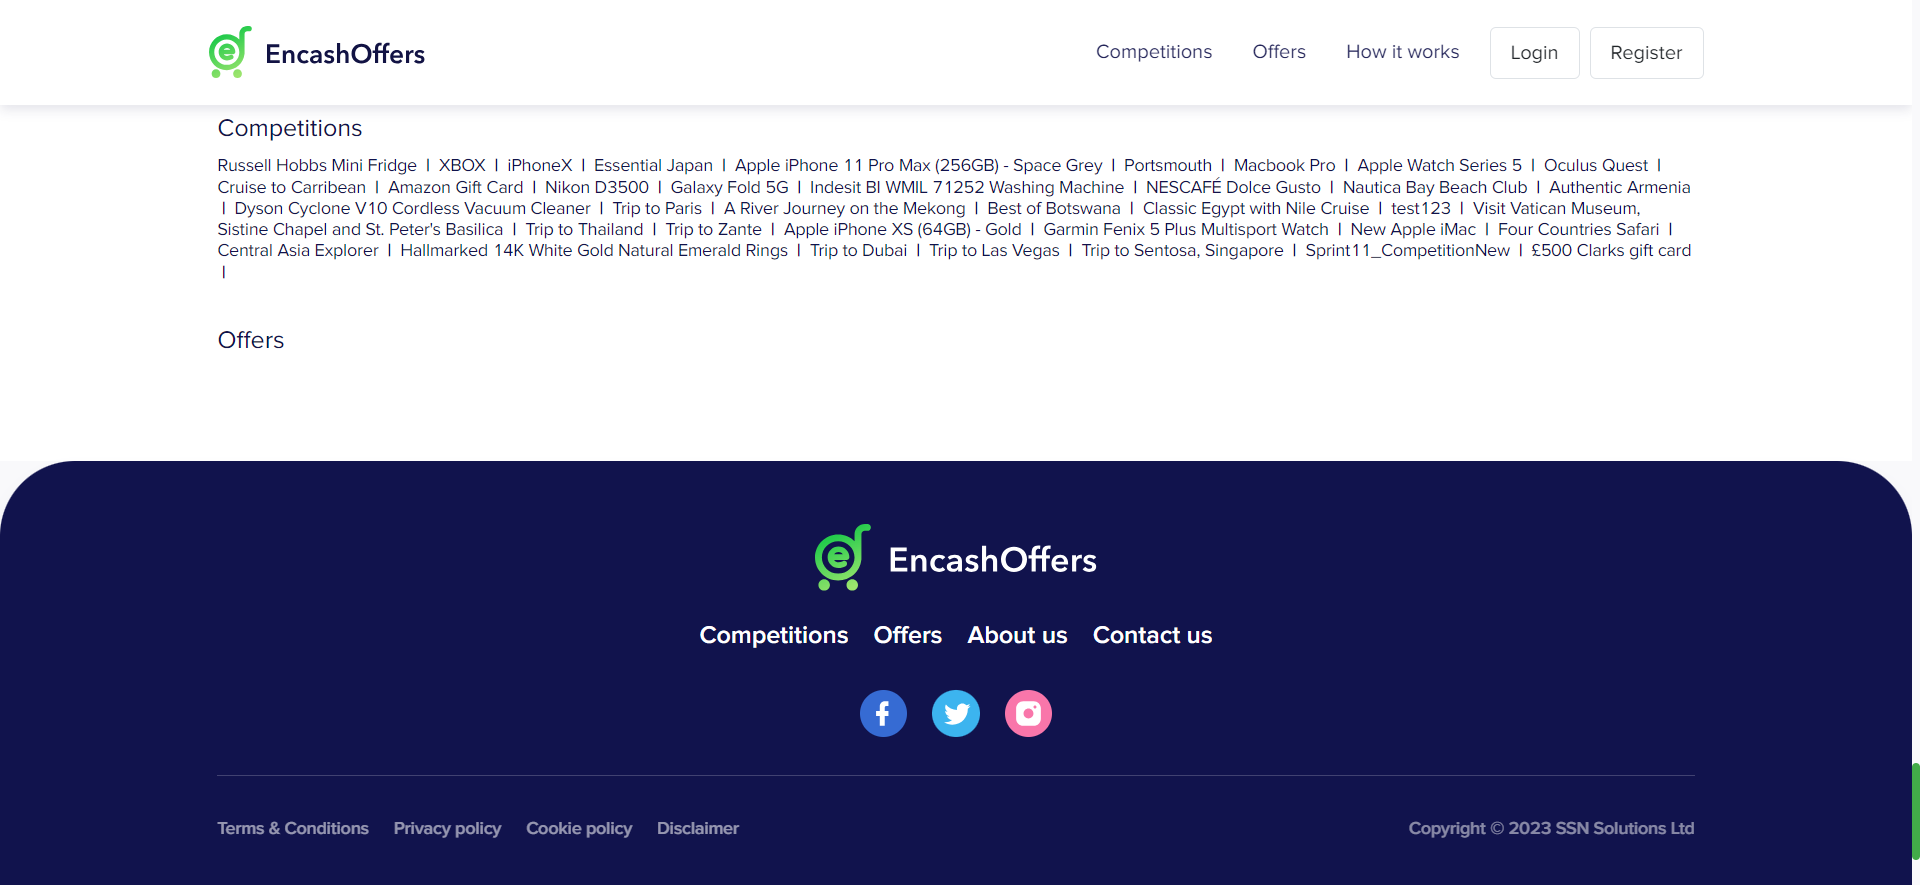 EncashOffers
Competitions Offers How it works Login Register
Competitions
Russell Hobbs Mini Fridge | XBOX | iPhoneX | Essential Japan | Apple iPhone 11 Pro Max (256GB) - Space Grey | Portsmouth | Macbook Pro | Apple Watch Series 5 | Oculus Quest |
Cruise to Carribean | Amazon Gift Card | Nikon D3500 | Galaxy Fold 5G | Indesit BI WMIL 71252 Washing Machine | NESCAFÉ Dolce Gusto | Nautica Bay Beach Club | Authentic Armenia
| Dyson Cyclone V10 Cordless Vacuum Cleaner | Trip to Paris | A River Journey on the Mekong | Best of Botswana | Classic Egypt with Nile Cruise | test123 | Visit Vatican Museum,
Sistine Chapel and St. Peter's Basilica | Trip to Thailand | Trip to Zante | Apple iPhone XS (64GB) - Gold | Garmin Fenix 5 Plus Multisport Watch | New Apple iMac | Four Countries Safari |
Central Asia Explorer | Hallmarked 14K White Gold Natural Emerald Rings | Trip to Dubai | Trip to Las Vegas | Trip to Sentosa, Singapore | Sprint11_CompetitionNew | £500 Clarks gift card
|
Offers
EncashOffers
Competitions Offers About us Contact us
Terms & Conditions Privacy policy Cookie policy Disclaimer Copyright © 2023 SSN Solutions Ltd